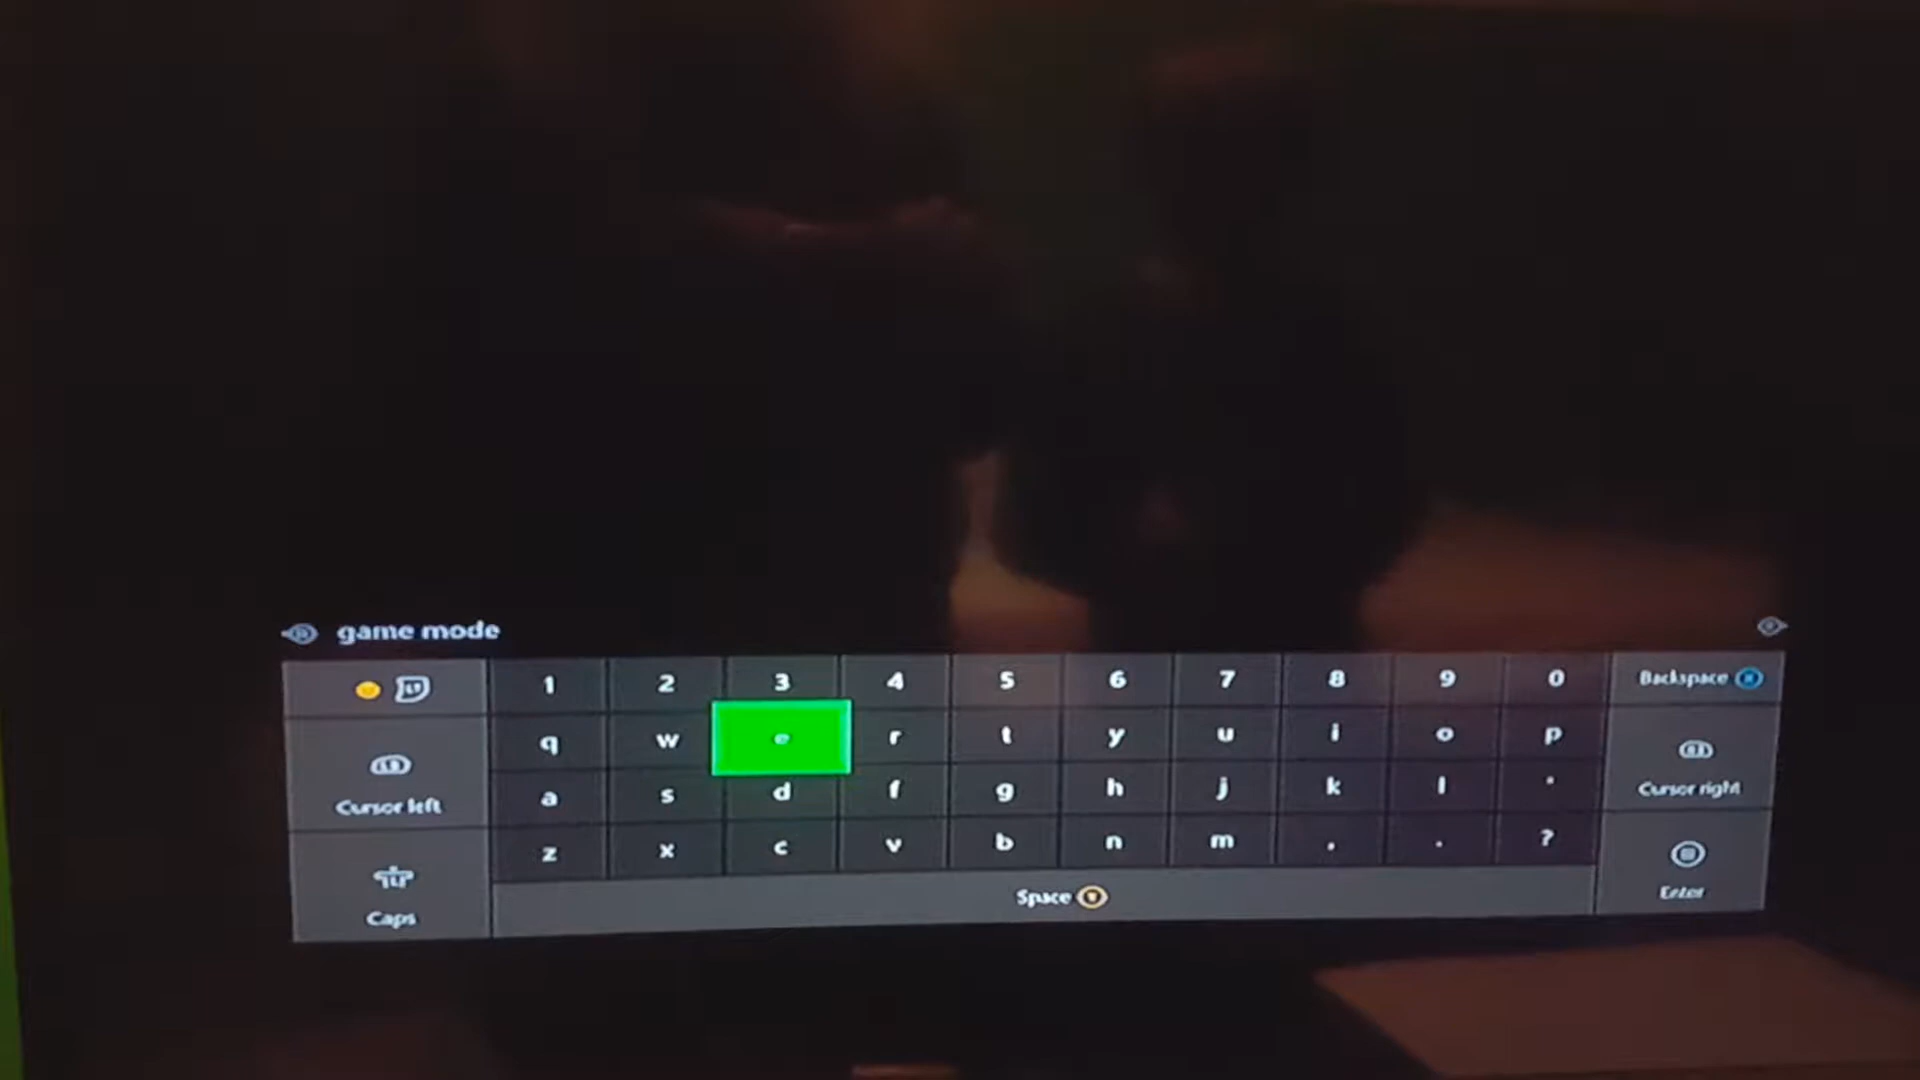 game mode
1 2 3 4 5 6 7 8 9 0 Backspace
q w e r t y u i o p
Cursor left
a s d f g h j k l '
Cursor right
z x c v b n m , . ?
Caps
Space Y
Enter